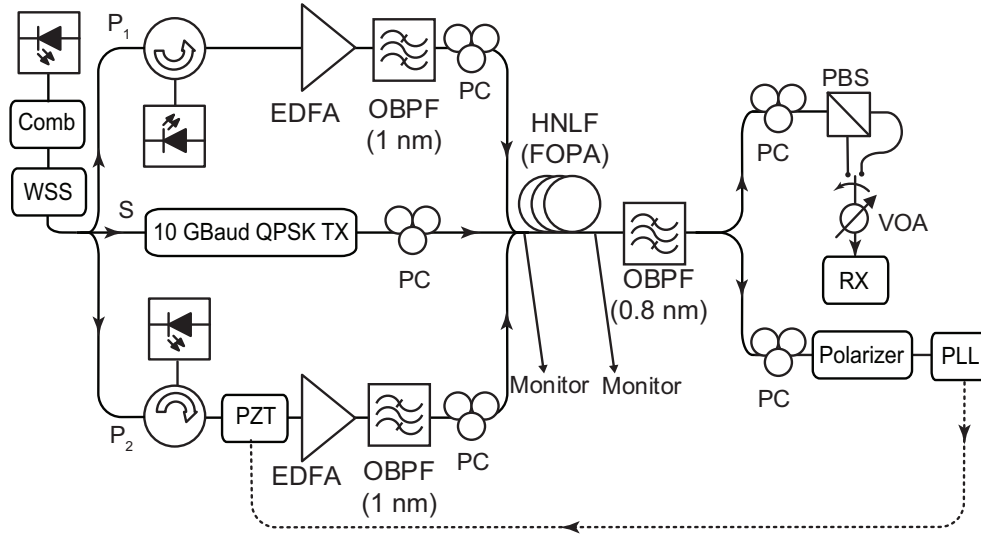 P1
EDFA
OBPF
(1 nm)
PC
Comb
WSS
S
10 GBaud QPSK TX
PC
HNLF
(FOPA)
OBPF
(0.8 nm)
PBS
PC
VOA
RX
Monitor
Monitor
P2
PZT
EDFA
OBPF
(1 nm)
PC
PC
Polarizer
PLL